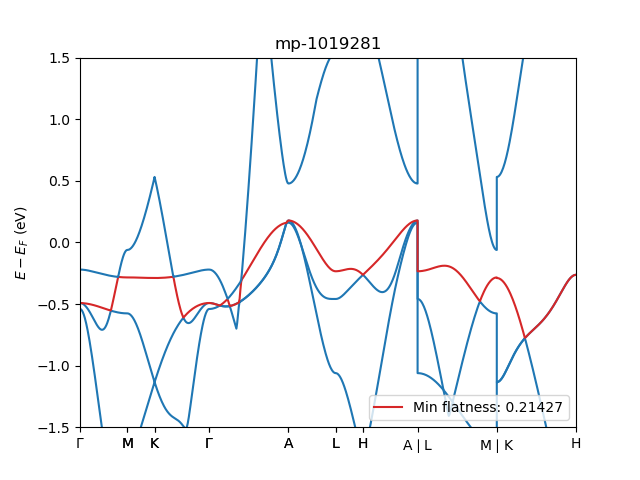 mp-1019281
E − E_F (eV)
1.5
1.0
0.5
0.0
−0.5
−1.0
−1.5
Min flatness: 0.21427
Γ M K Γ A L H A | L M | K H